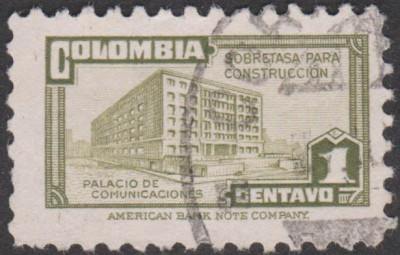 COLOMBIA
SOBRETASA PARA
CONSTRUCCION
PALACIO DE
COMUNICACIONES
1
CENTAVO
AMERICAN BANK NOTE COMPANY.